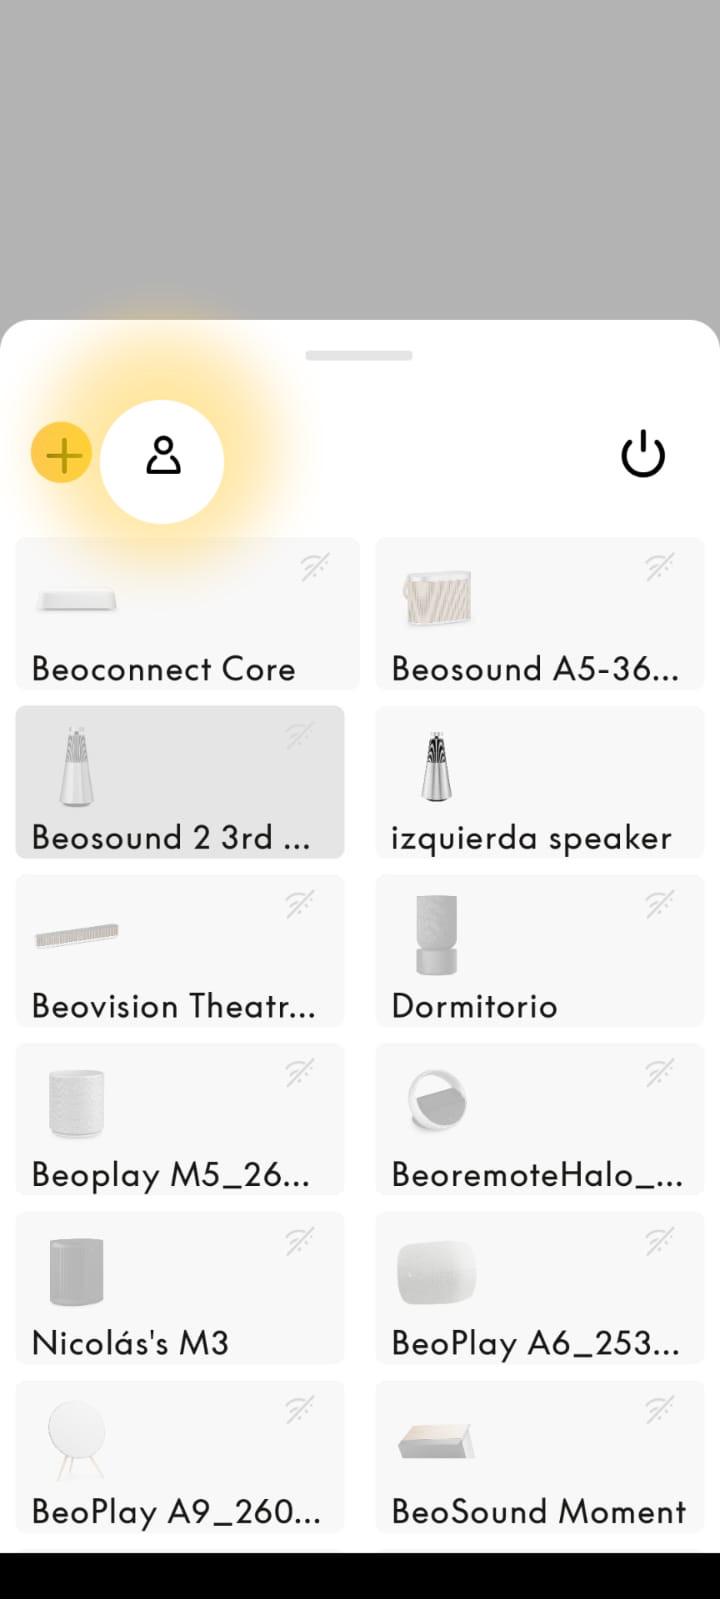 Beoconnect Core
Beosound A5-36...
Beosound 2 3rd ...
izquierda speaker
Beovision Theatr...
Dormitorio
Beoplay M5_26...
BeoremoteHalo_...
Nicolás's M3
BeoPlay A6_253...
BeoPlay A9_260...
BeoSound Moment